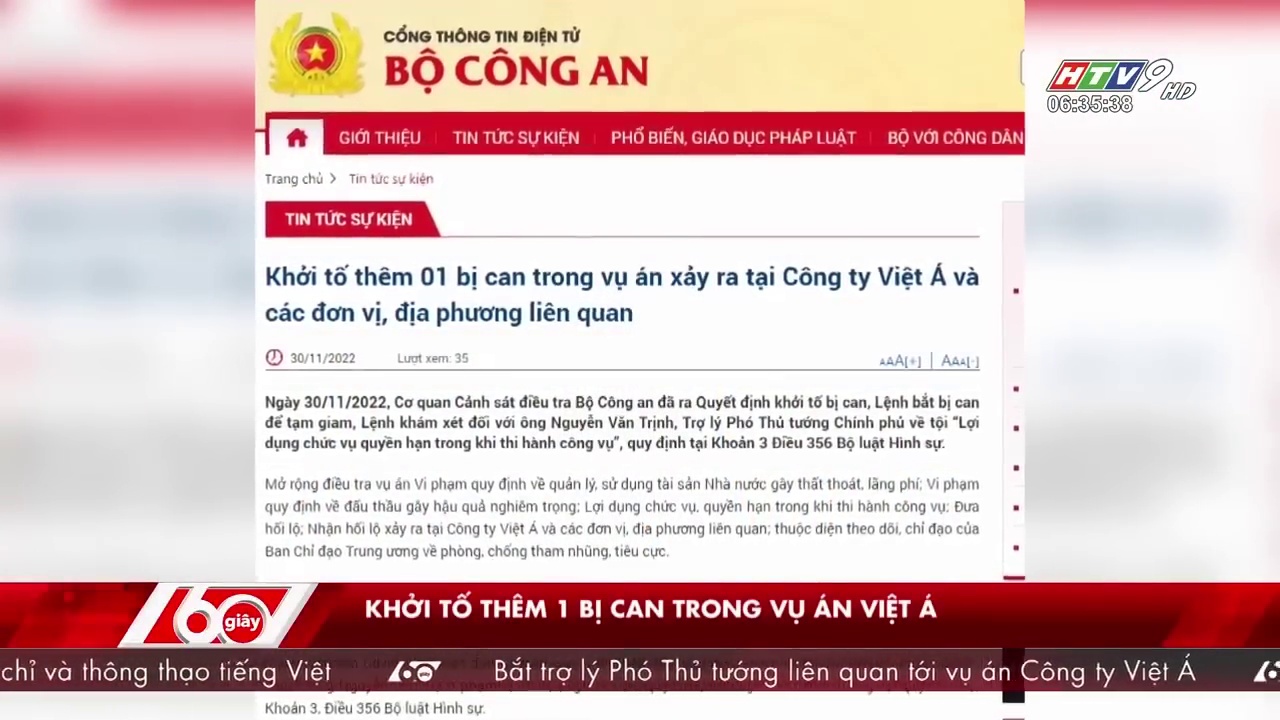 CỔNG THÔNG TIN ĐIỆN TỬ
BỘ CÔNG AN
HTV9 HD
06:35:38
GIỚI THIỆU TIN TỨC SỰ KIỆN PHỔ BIẾN, GIÁO DỤC PHÁP LUẬT BỘ VỚI CÔNG DÂN
Trang chủ > Tin tức sự kiện
TIN TỨC SỰ KIỆN
Khởi tố thêm 01 bị can trong vụ án xảy ra tại Công ty Việt Á và
các đơn vị, địa phương liên quan
30/11/2022 Lượt xem: 35 AAA[+] | AAA[-]
Ngày 30/11/2022, Cơ quan Cảnh sát điều tra Bộ Công an đã ra Quyết định khởi tố bị can, Lệnh bắt bị can
để tạm giam, Lệnh khám xét đối với ông Nguyễn Văn Trịnh, Trợ lý Phó Thủ tướng Chính phủ về tội “Lợi
dụng chức vụ quyền hạn trong khi thi hành công vụ”, quy định tại Khoản 3 Điều 356 Bộ luật Hình sự.
Mở rộng điều tra vụ án Vi phạm quy định về quản lý, sử dụng tài sản Nhà nước gây thất thoát, lãng phí; Vi phạm
quy định về đấu thầu gây hậu quả nghiêm trọng; Lợi dụng chức vụ, quyền hạn trong khi thi hành công vụ; Đưa
hối lộ; Nhận hối lộ xảy ra tại Công ty Việt Á và các đơn vị, địa phương liên quan; thuộc diện theo dõi, chỉ đạo của
Ban Chỉ đạo Trung ương về phòng, chống tham nhũng, tiêu cực.
60 giây
KHỞI TỐ THÊM 1 BỊ CAN TRONG VỤ ÁN VIỆT Á
chỉ và thông thạo tiếng Việt 60 Bắt trợ lý Phó Thủ tướng liên quan tới vụ án Công ty Việt Á
Khoản 3, Điều 356 Bộ luật Hình sự.